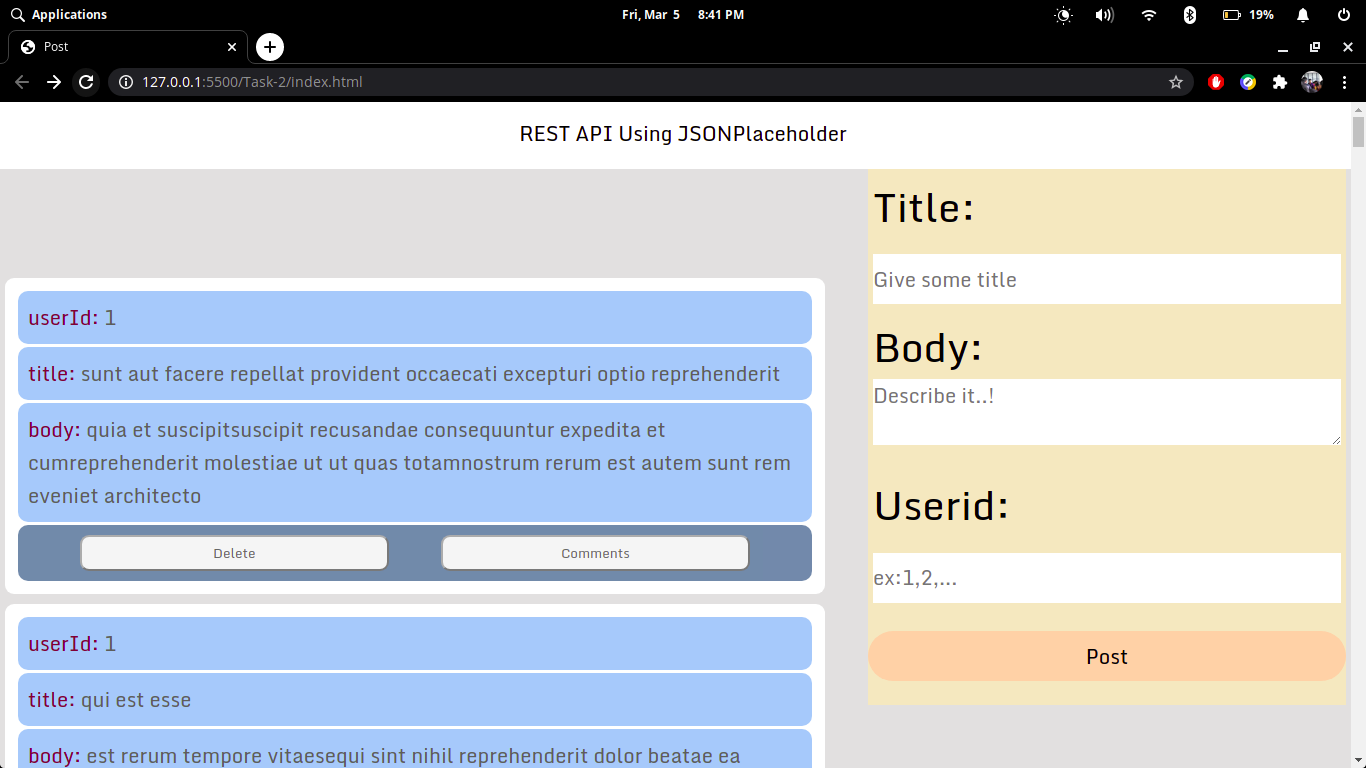 Applications
Fri, Mar 5 8:41 PM
19%
Post
127.0.0.1:5500/Task-2/index.html
REST API Using JSONPlaceholder
userId: 1
title: sunt aut facere repellat provident occaecati excepturi optio reprehenderit
body: quia et suscipitsuscipit recusandae consequuntur expedita et
cumreprehenderit molestiae ut ut quas totamnostrum rerum est autem sunt rem
eveniet architecto
Delete
Comments
userId: 1
title: qui est esse
body: est rerum tempore vitaesequi sint nihil reprehenderit dolor beatae ea
Title:
Give some title
Body:
Describe it..!
Userid:
ex:1,2,...
Post